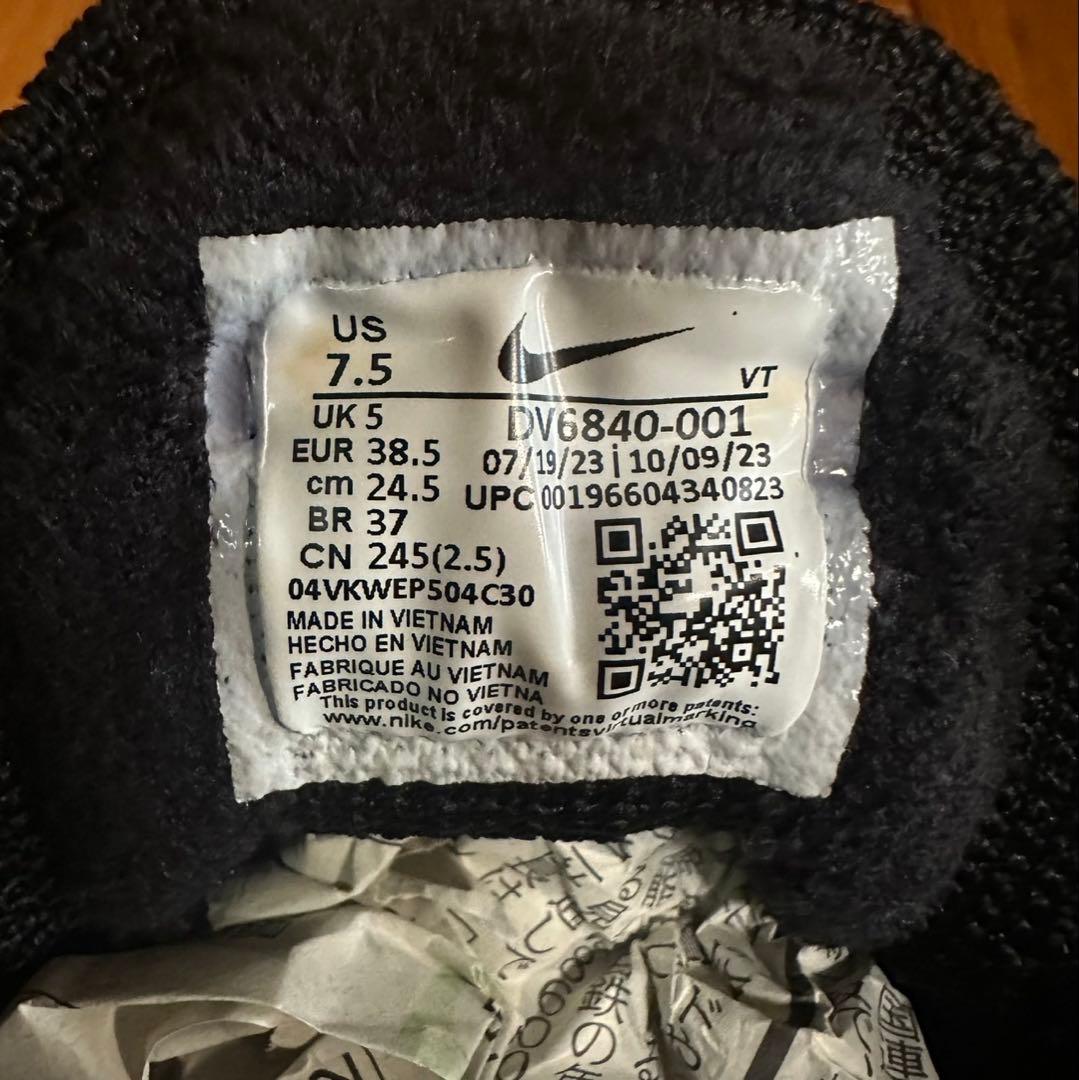 US
7.5
VT
UK 5
DV6840-001
EUR 38.5
07/19/23 | 10/09/23
cm 24.5
UPC 00196604340823
BR 37
CN 245(2.5)
04VKWEP504C30
MADE IN VIETNAM
HECHO EN VIETNAM
FABRIQUE AU VIETNAM
FABRICADO NO VIETNA
This product is covered by one or more patents:
www.nike.com/patentsvirtualmarking